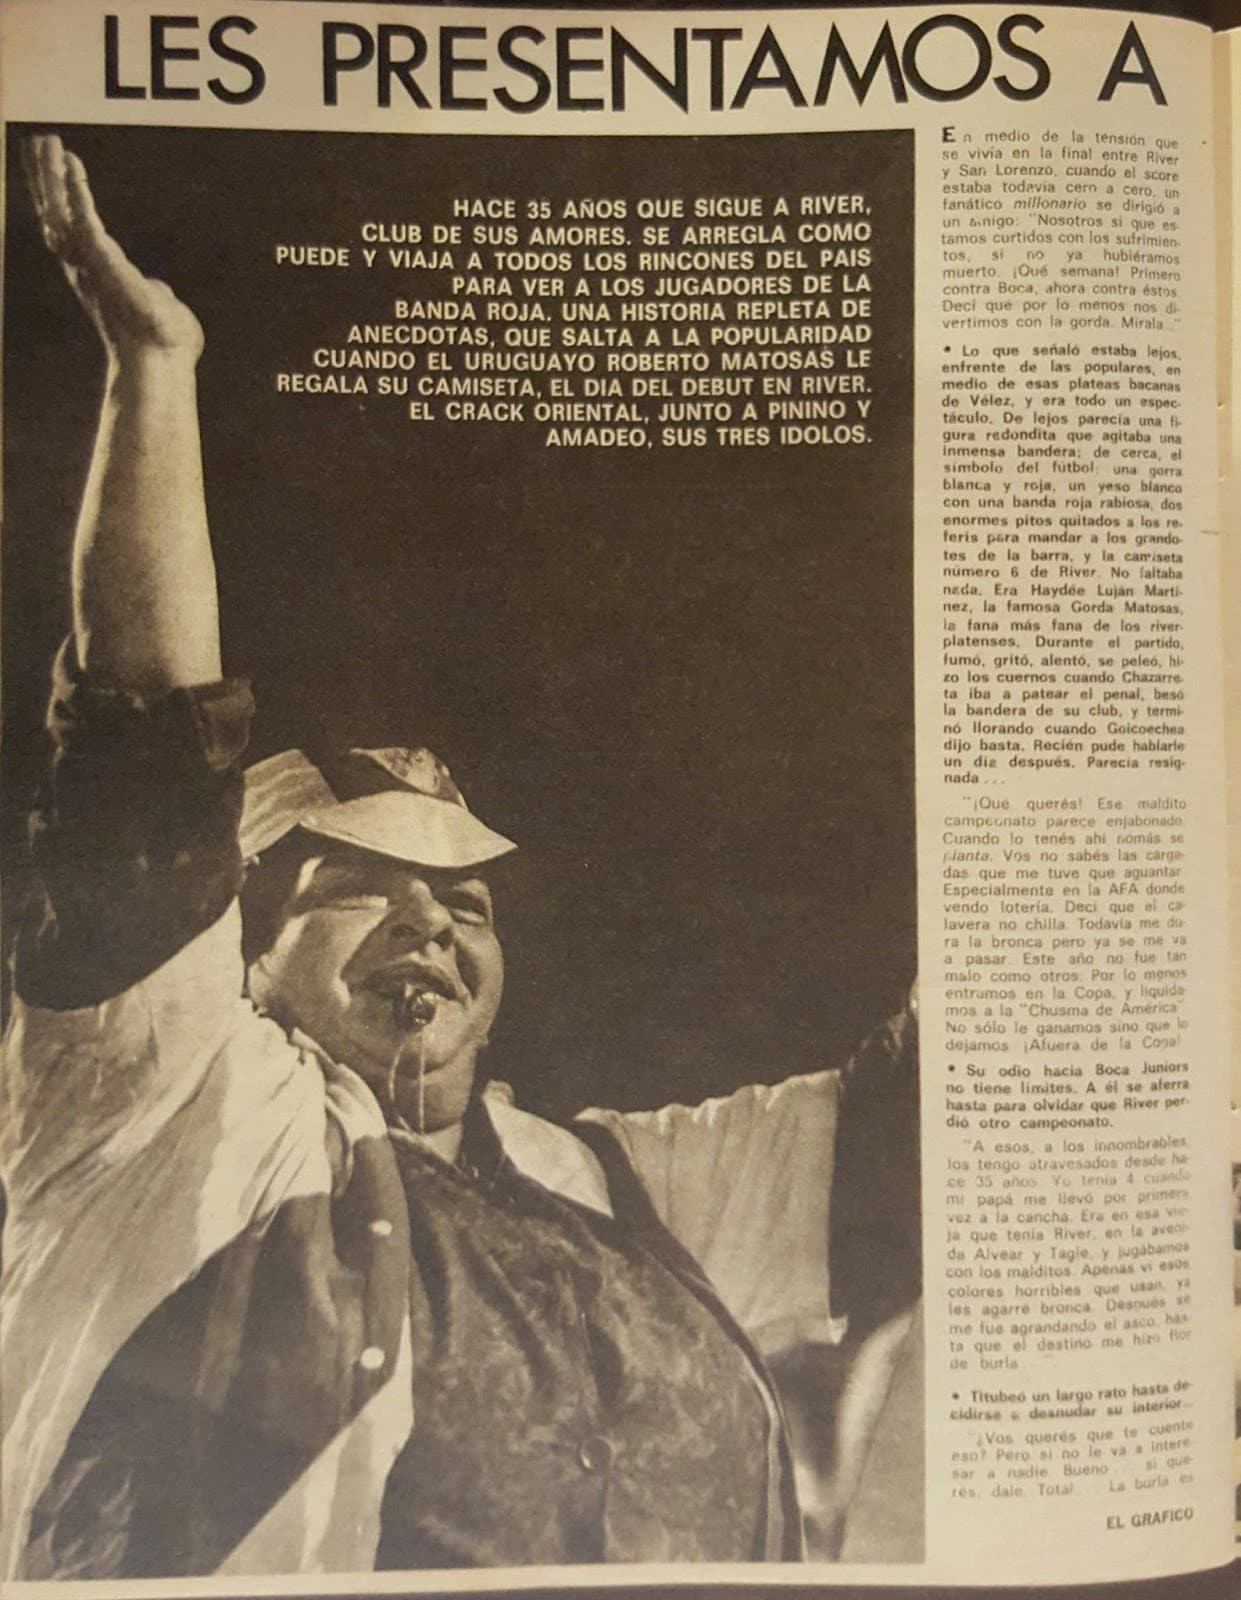 LES PRESENTAMOS A
HACE 35 AÑOS QUE SIGUE A RIVER,
CLUB DE SUS AMORES. SE ARREGLA COMO
PUEDE Y VIAJA A TODOS LOS RINCONES DEL PAIS
PARA VER A LOS JUGADORES DE LA
BANDA ROJA. UNA HISTORIA REPLETA DE
ANECDOTAS, QUE SALTA A LA POPULARIDAD
CUANDO EL URUGUAYO ROBERTO MATOSAS LE
REGALA SU CAMISETA, EL DIA DEL DEBUT EN RIVER.
EL CRACK ORIENTAL, JUNTO A PININO Y
AMADEO, SUS TRES IDOLOS.
En medio de la tensión que
se vivía en la final entre River
y San Lorenzo, cuando el score
estaba todavía cero a cero, un
fanático millonario se dirigió a
un amigo: "Nosotros sí que es-
tamos curtidos con los sufrimien-
tos, si no ya hubiéramos
muerto. ¡Qué semana! Primero
contra Boca, ahora contra éstos.
Decí que por lo menos nos di-
vertimos con la gorda. Mirala..."
• Lo que señaló estaba lejos,
enfrente de las populares, en
medio de esas plateas bacanas
de Vélez, y era todo un espec-
táculo. De lejos parecía una fi-
gura redondita que agitaba una
inmensa bandera; de cerca, el
símbolo del fútbol: una gorra
blanca y roja, un yeso blanco
con una banda roja rabiosa, dos
enormes pitos quitados a los re-
feris para mandar a los grando-
tes de la barra, y la camiseta
número 6 de River. No faltaba
nada. Era Haydée Luján Martí-
nez, la famosa Gorda Matosas,
la fana más fana de los river-
platenses. Durante el partido,
fumó, gritó, alentó, se peleó, hi-
zo los cuernos cuando Chazarre-
ta iba a patear el penal, besó
la bandera de su club, y termi-
nó llorando cuando Goicoechea
dijo basta. Recién pude hablarle
un día después. Parecía resig-
nada ...
"¡Qué querés! Ese maldito
campeonato parece enjabonado.
Cuando lo tenés ahí nomás se
pianta. Vos no sabés las carga-
das que me tuve que aguantar.
Especialmente en la AFA donde
vendo lotería. Decí que el ca-
lavera no chilla. Todavía me du-
ra la bronca pero ya se me va
a pasar. Este año no fue tan
malo como otros. Por lo menos
entramos en la Copa, y liquida-
mos a la "Chusma de América".
No sólo le ganamos sino que lo
dejamos ¡Afuera de la Copa!
• Su odio hacia Boca Juniors
no tiene límites. A él se aferra
hasta para olvidar que River per-
dió otro campeonato.
"A esos, a los innombrables,
los tengo atravesados desde ha-
ce 35 años. Yo tenía 4 cuando
mi papá me llevó por primera
vez a la cancha. Era en esa vie-
ja que tenía River, en la aveni-
da Alvear y Tagle, y jugábamos
con los malditos. Apenas vi esos
colores horribles que usan, ya
les agarré bronca. Después se
me fue agrandando el asco, has-
ta que el destino me hizo flor
de burla ..."
• Titubeó un largo rato hasta de-
cidirse a desnudar su interior...
"¿Vos querés que te cuente
eso? Pero si no le va a intere-
sar a nadie. Bueno ... si que-
rés, dale. Total ... La burla es
EL GRAFICO